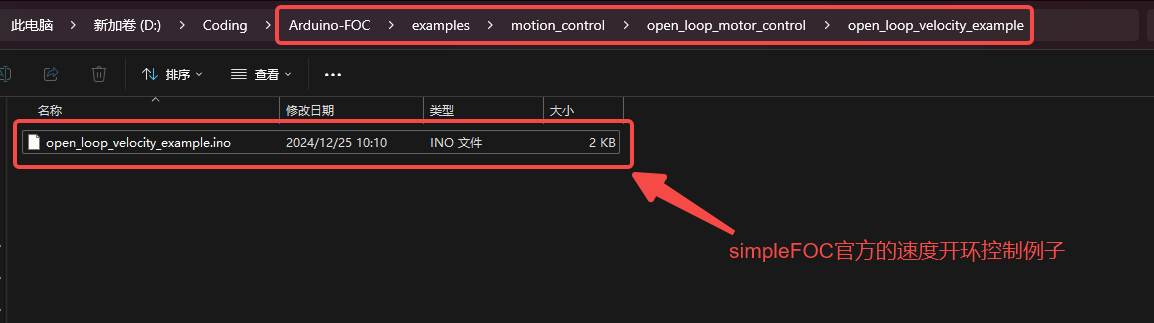 此电脑 > 新加卷 (D:) > Coding > Arduino-FOC > examples > motion_control > open_loop_motor_control > open_loop_velocity_example
排序 查看 •••
名称 修改日期 类型 大小
open_loop_velocity_example.ino 2024/12/25 10:10 INO 文件 2 KB
simpleFOC官方的速度开环控制例子